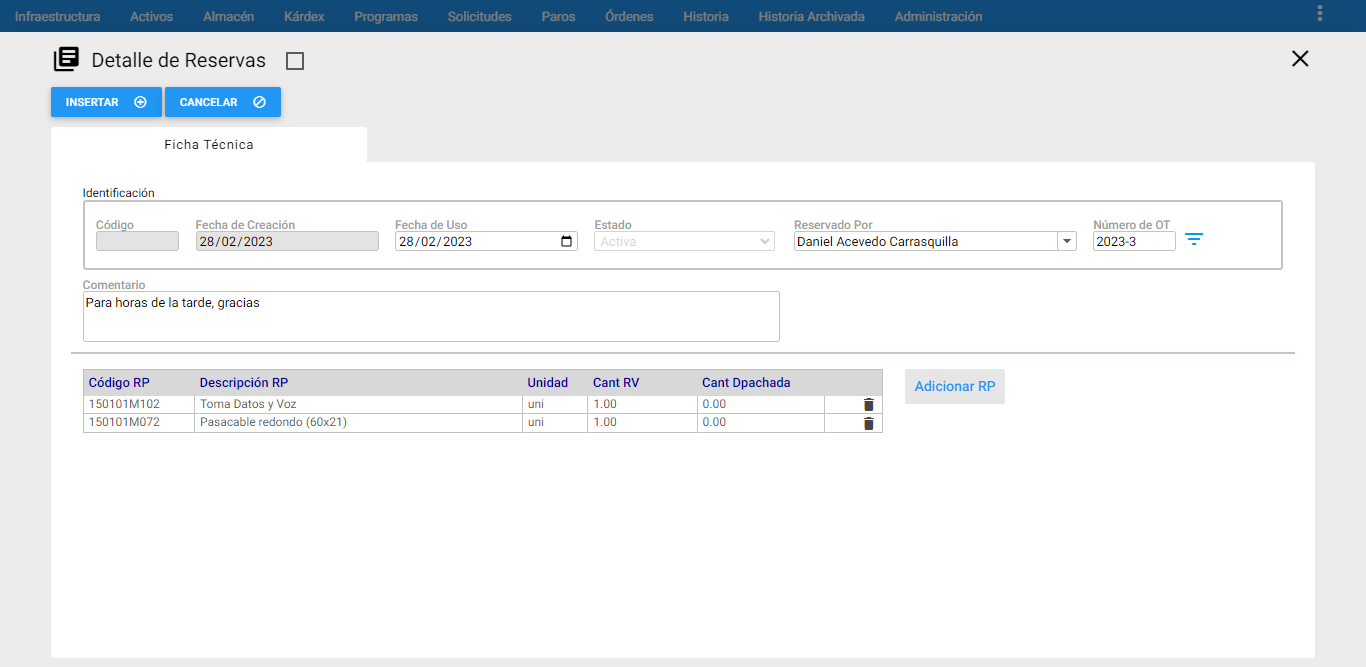 Infraestructura Activos Almacén Kárdex Programas Solicitudes Paros Órdenes Historia Historia Archivada Administración
Detalle de Reservas
INSERTAR CANCELAR
Ficha Técnica
Identificación
Código Fecha de Creación Fecha de Uso Estado Reservado Por Número de OT
28/02/2023 28/02/2023 Activa Daniel Acevedo Carrasquilla 2023-3
Comentario
Para horas de la tarde, gracias
Código RP Descripción RP Unidad Cant RV Cant Dpachada Adicionar RP
150101M102 Toma Datos y Voz uni 1.00 0.00
150101M072 Pasacable redondo (60x21) uni 1.00 0.00